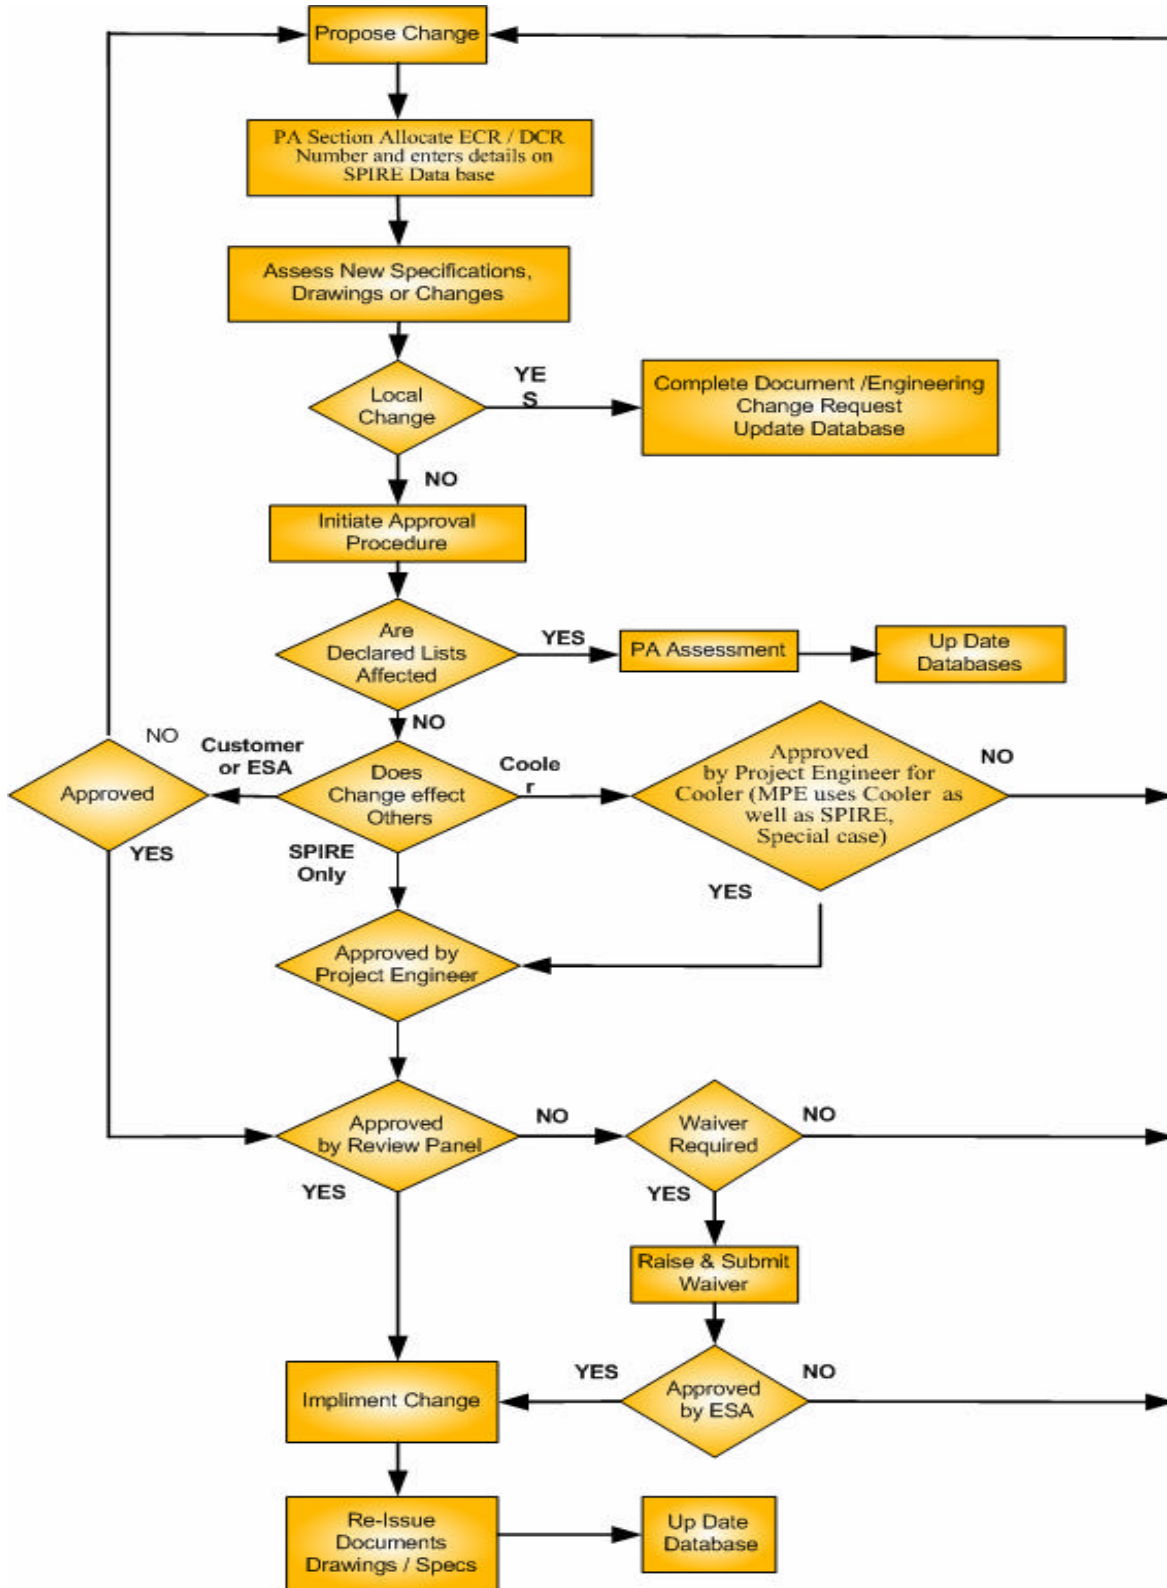 Propose Change
PA Section Allocate ECR / DCR
Number and enters details on
SPIRE Data base
Assess New Specifications,
Drawings or Changes
Local
Change
YE
S
Complete Document /Engineering
Change Request
Update Database
NO
Initiate Approval
Procedure
Are
Declared Lists
Affected
YES
PA Assessment
Up Date
Databases
NO
NO
Approved
YES
Customer
or ESA
Does
Change effect
Others
Coole
r
Approved
by Project Engineer for
Cooler (MPE uses Cooler as
well as SPIRE,
Special case)
NO
YES
SPIRE
Only
Approved by
Project Engineer
Approved
by Review Panel
NO
Waiver
Required
NO
YES
YES
Raise & Submit
Waiver
Impliment Change
YES
Approved
by ESA
NO
Re-Issue
Documents
Drawings / Specs
Up Date
Database